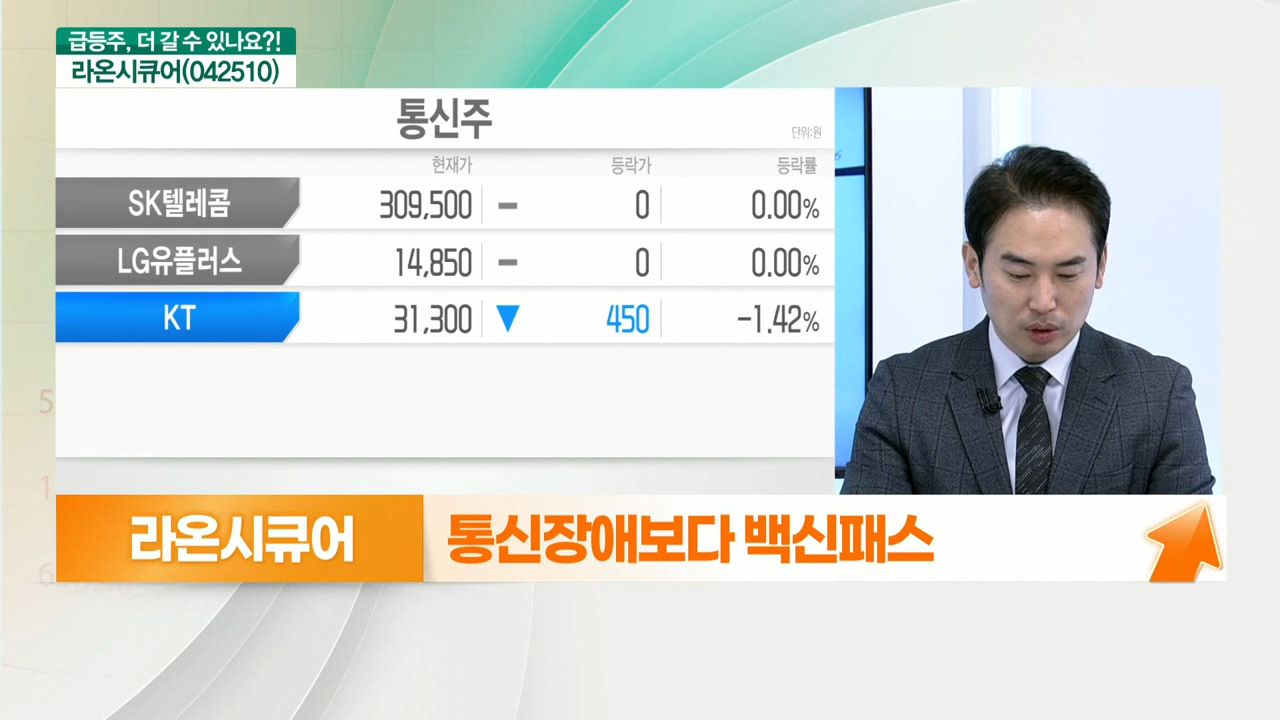 급등주, 더 갈 수 있나요?!
라온시큐어(042510)
통신주
단위:원
현재가 등락가 등락률
SK텔레콤 309,500 0 0.00%
LG유플러스 14,850 0 0.00%
KT 31,300 ▼ 450 -1.42%
라온시큐어 통신장애보다 백신패스